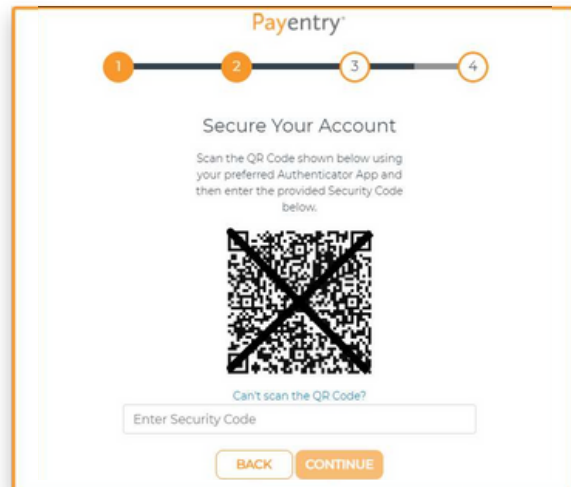 Payentry
1 2 3 4
Secure Your Account
Scan the QR Code shown below using
your preferred Authenticator App and
then enter the provided Security Code
below.
Can't scan the QR Code?
Enter Security Code
BACK CONTINUE